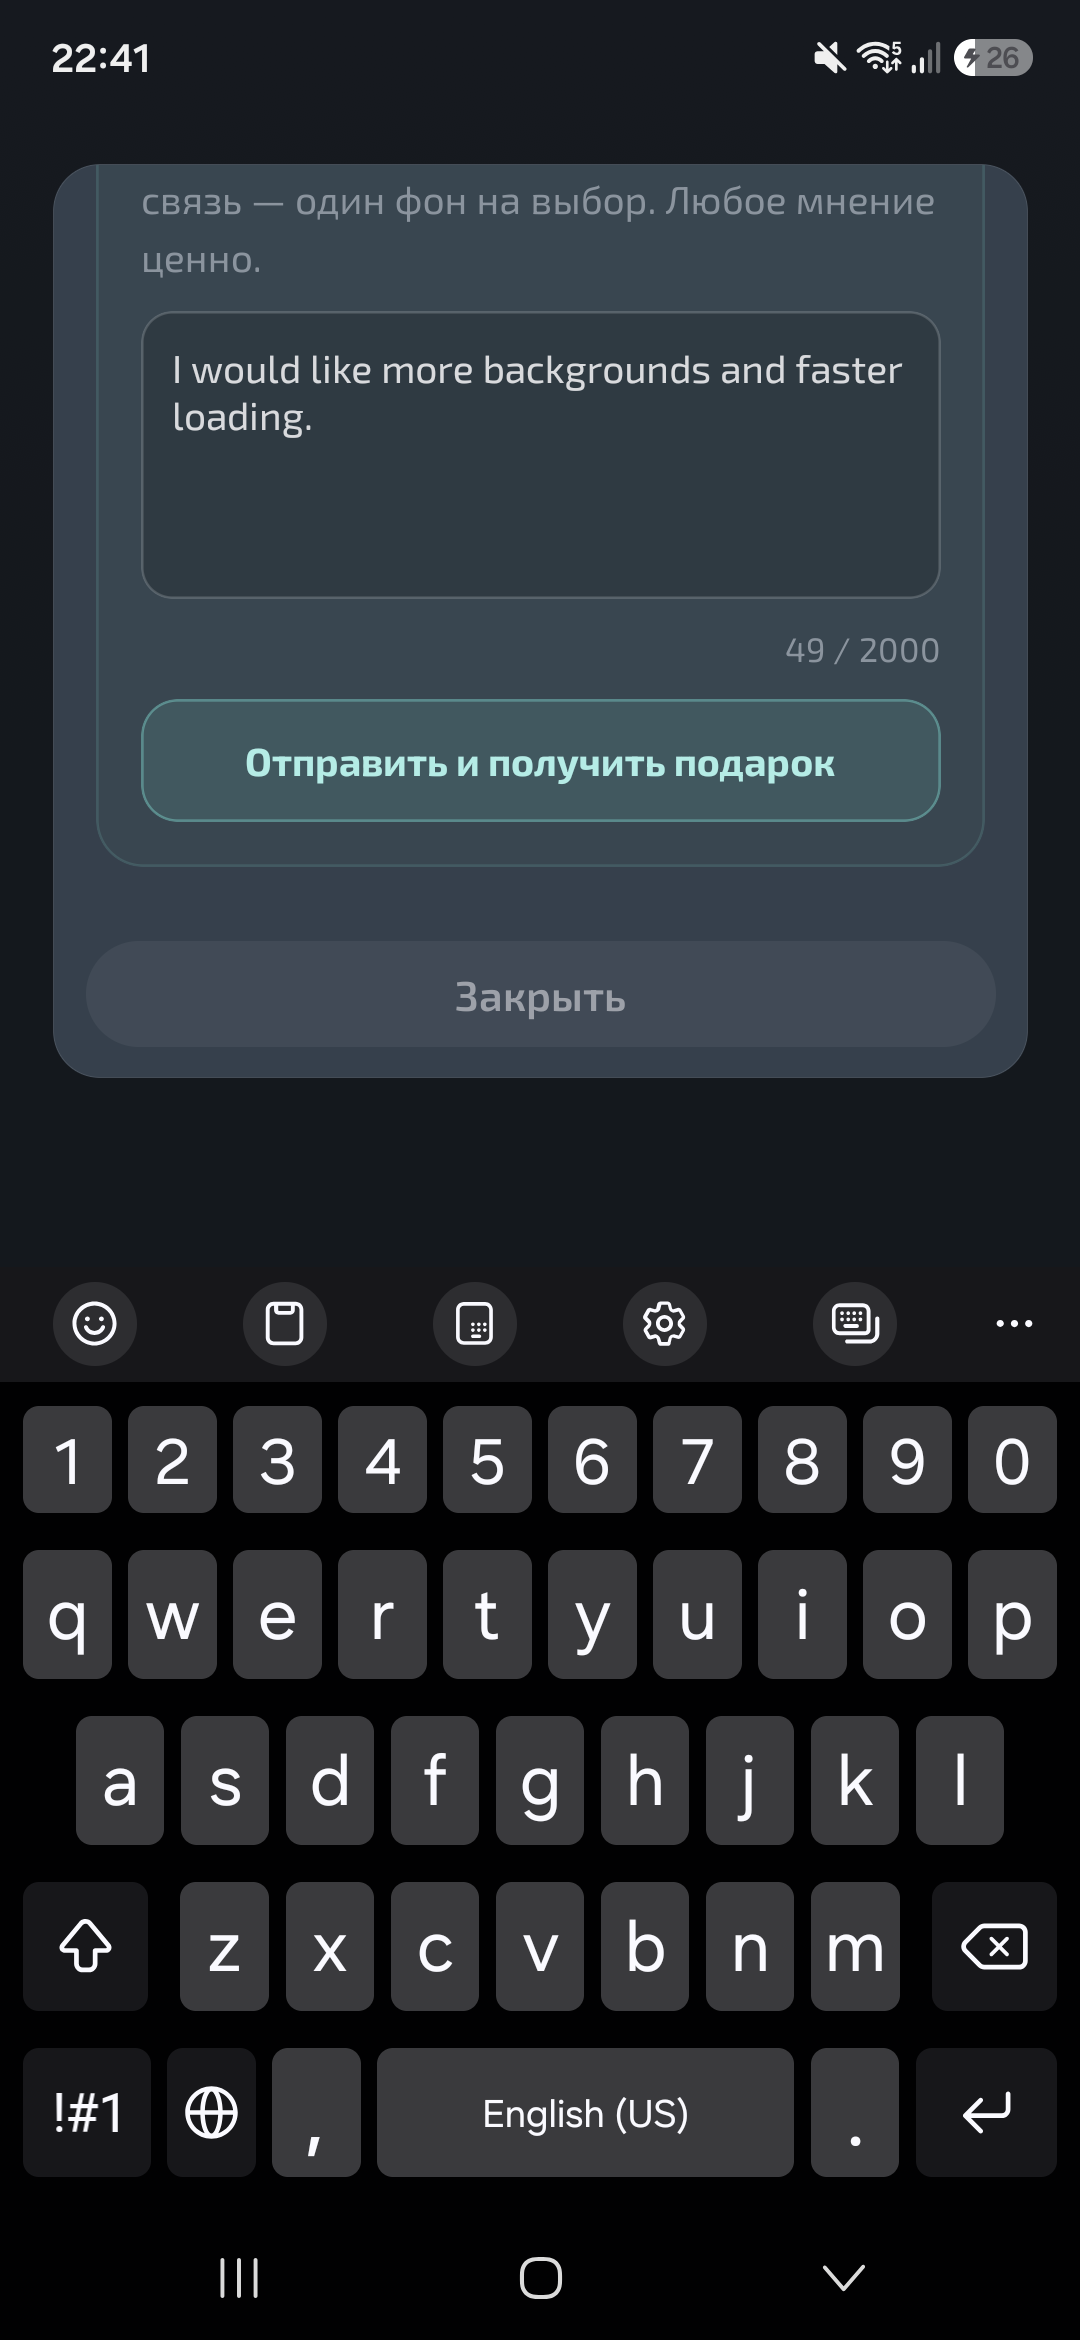 22:41
5
26
связь — один фон на выбор. Любое мнение
ценно.
I would like more backgrounds and faster
loading.
49 / 2000
Отправить и получить подарок
Закрыть
1 2 3 4 5 6 7 8 9 0
q w e r t y u i o p
a s d f g h j k l
z x c v b n m
!#1 , English (US) .